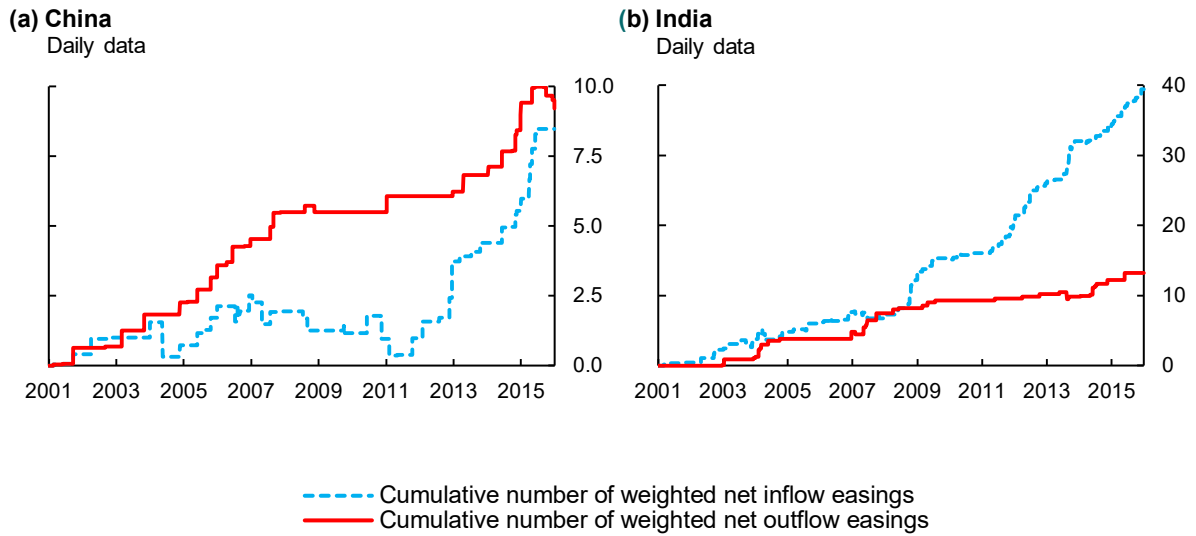 (a) China
Daily data
10.0
7.5
5.0
2.5
0.0
2001 2003 2005 2007 2009 2011 2013 2015
(b) India
Daily data
40
30
20
10
0
2001 2003 2005 2007 2009 2011 2013 2015
Cumulative number of weighted net inflow easings
Cumulative number of weighted net outflow easings